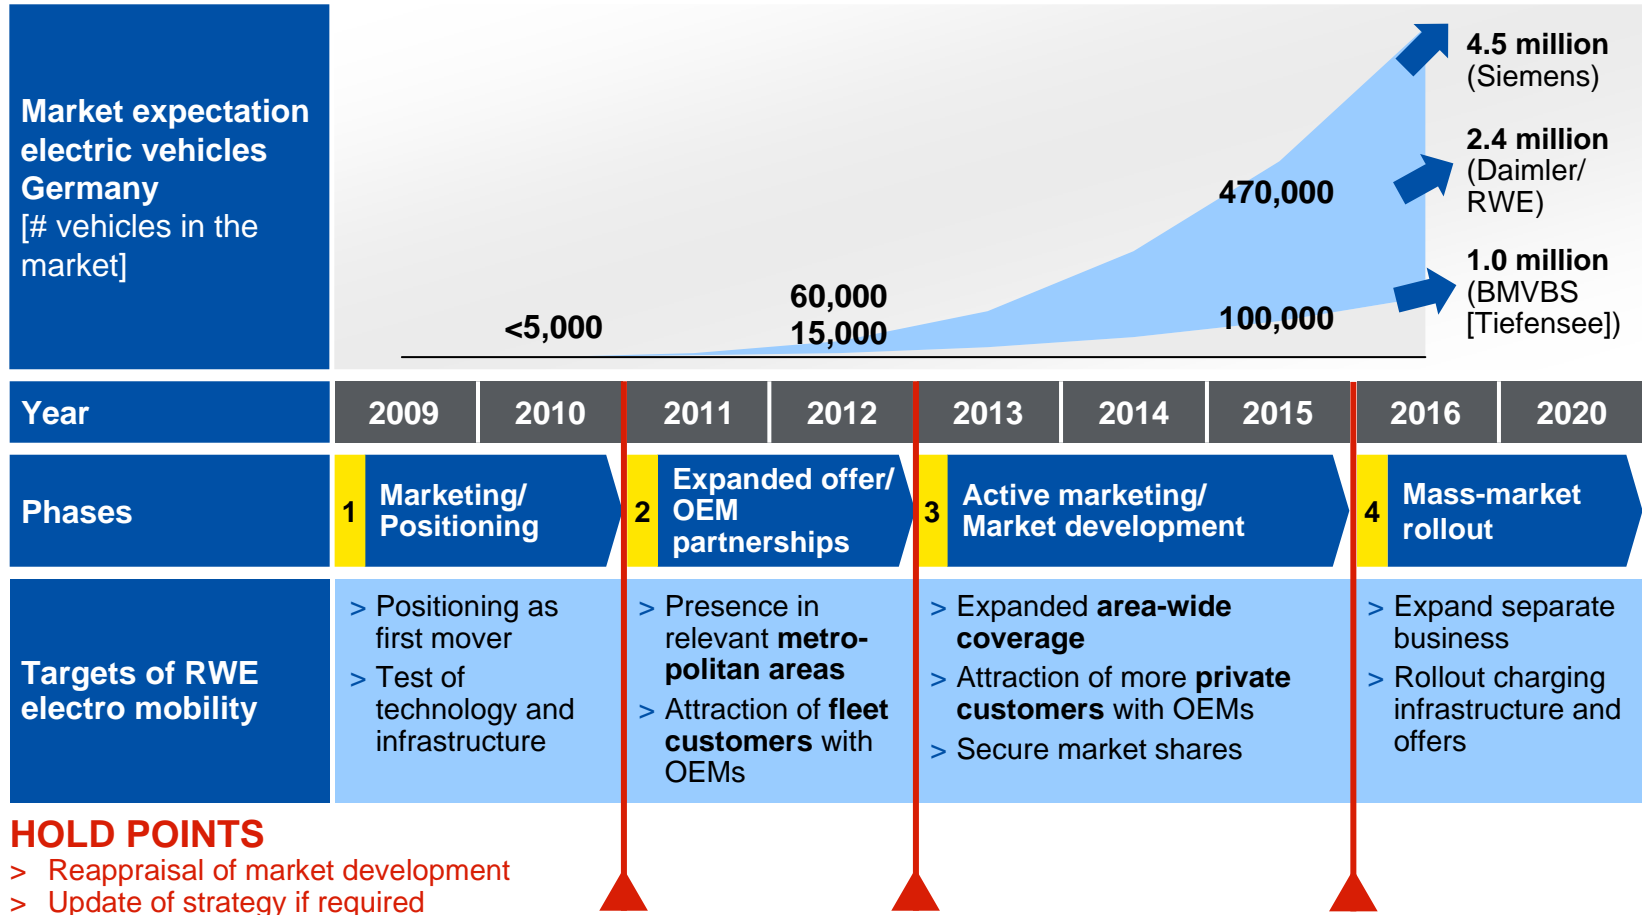 Market expectation
electric vehicles
Germany
[# vehicles in the
market]
<5,000
60,000
15,000
470,000
100,000
4.5 million
(Siemens)
2.4 million
(Daimler/
RWE)
1.0 million
(BMVBS
[Tiefensee])
Year
2009
2010
2011
2012
2013
2014
2015
2016
2020
Phases
1
Marketing/
Positioning
2
Expanded offer/
OEM
partnerships
3
Active marketing/
Market development
4
Mass-market
rollout
Targets of RWE
electro mobility
> Positioning as
first mover
> Test of
technology and
infrastructure
> Presence in
relevant metro-
politan areas
> Attraction of fleet
customers with
OEMs
> Expanded area-wide
coverage
> Attraction of more private
customers with OEMs
> Secure market shares
> Expand separate
business
> Rollout charging
infrastructure and
offers
HOLD POINTS
> Reappraisal of market development
> Update of strategy if required